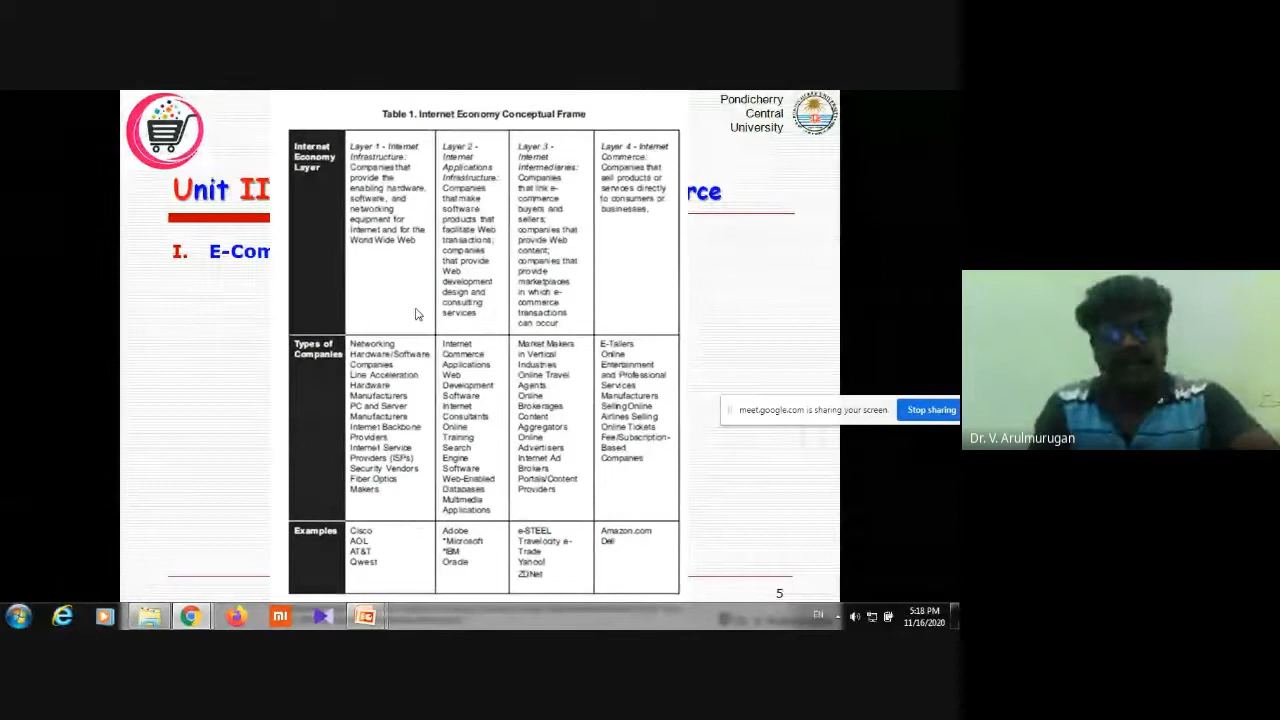 Pondicherry
Central
University
Unit II
rce
I. E-Com
Table 1. Internet Economy Conceptual Frame
Internet
Economy
Layer
Layer 1 - Internet
Infrastructure:
Companies that
provide the
enabling hardware,
software, and
networking
equipment for
Internet and for the
World Wide Web
Layer 2 -
Internet
Applications
Infrastructure:
Companies
that make
software
products that
facilitate Web
transactions;
companies
that provide
Web
development
design and
consulting
services
Layer 3 -
Internet
Intermediaries:
Companies
that link e-
commerce
buyers and
sellers;
companies that
provide Web
content;
companies that
provide
marketplaces
in which e-
commerce
transactions
can occur
Layer 4 - Internet
Commerce:
Companies that
sell products or
services directly
to consumers or
businesses.
Types of
Companies
Networking
Hardware/Software
Companies
Line Acceleration
Hardware
Manufacturers
PC and Server
Manufacturers
Internet Backbone
Providers
Internet Service
Providers (ISPs)
Security Vendors
Fiber Optics
Makers
Internet
Commerce
Applications
Web
Development
Software
Internet
Consultants
Online
Training
Search
Engine
Software
Web-Enabled
Databases
Multimedia
Applications
Market Makers
in Vertical
Industries
Online Travel
Agents
Online
Brokerages
Content
Aggregators
Online
Advertisers
Internet Ad
Brokers
Portals/Content
Providers
E-Tailers
Online
Entertainment
and Professional
Services
Manufacturers
Selling Online
Airlines Selling
Online Tickets
Fee/Subscription-
Based
Companies
Examples
Cisco
AOL
AT&T
Qwest
Adobe
*Microsoft
*IBM
Oracle
e-STEEL
Travelocity e-
Trade
Yahoo!
ZDNet
Amazon.com
Dell
5
meet.google.com is sharing your screen.
Stop sharing
Dr. V. Arulmurugan
mi
EN
5:18 PM
11/16/2020